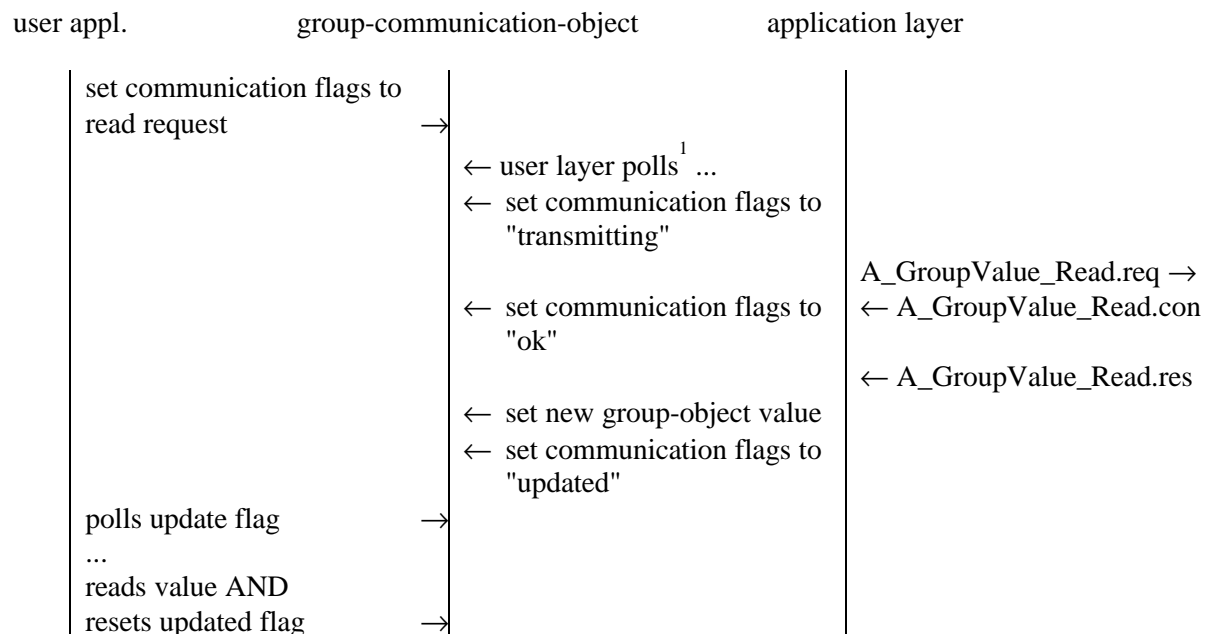 user appl. group-communication-object application layer
set communication flags to
read request →
← user layer polls¹ ...
← set communication flags to
"transmitting"
A_GroupValue_Read.req →
← set communication flags to ← A_GroupValue_Read.con
"ok"
← A_GroupValue_Read.res
← set new group-object value
← set communication flags to
"updated"
polls update flag →
...
reads value AND
resets updated flag →